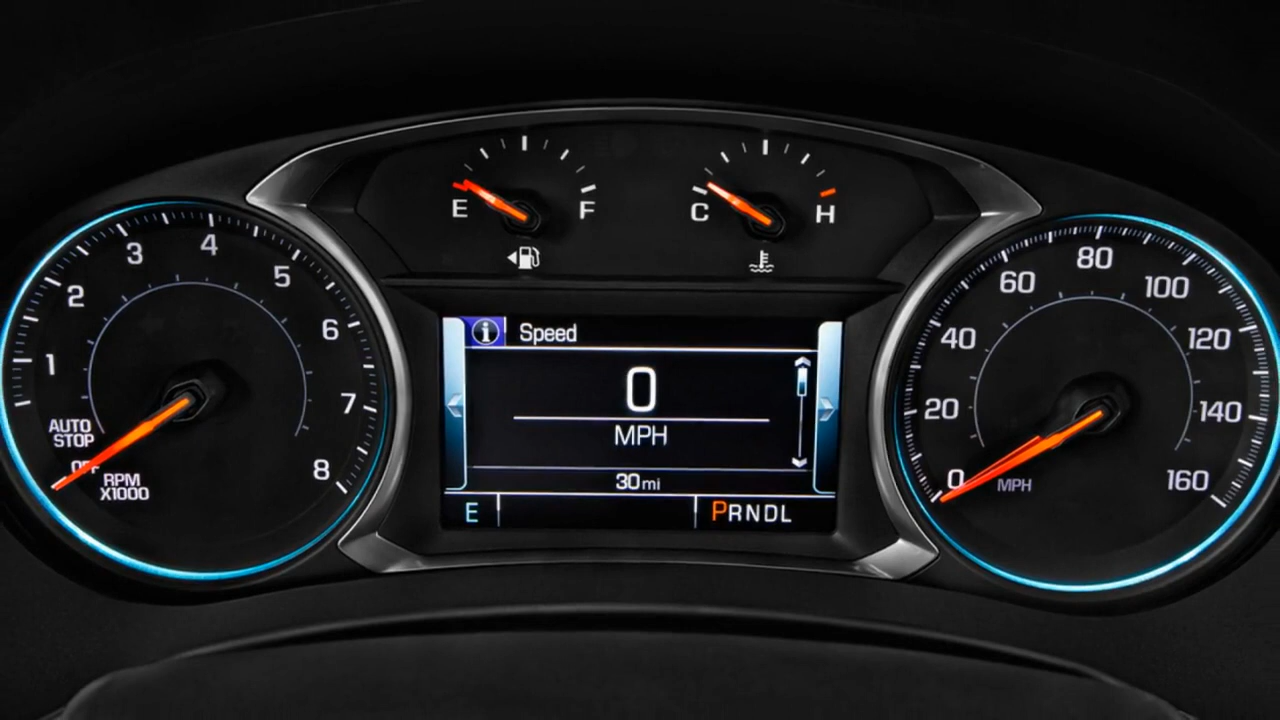 E F
C H
1 2 3 4 5 6 7 8
AUTO
STOP
OFF
RPM
X1000
i Speed
0
MPH
30mi
E PRNDL
0 20 40 60 80 100 120 140 160
MPH